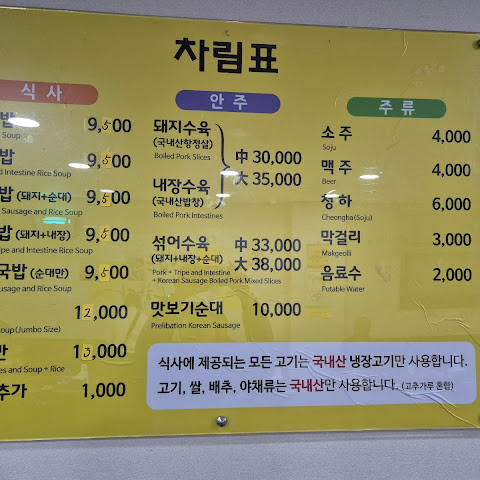 차림표
식 사
밥 9,500
Soup
밥 9,500
d Intestine Rice Soup
밥 (돼지+순대) 9,500
Sausage and Rice Soup
밥 (돼지+내장) 9,500
pe and Intestine Rice Soup
국밥 (순대만) 9,500
usage and Rice Soup
12,000
oup(Jumbo Size)
반 13,000
es and Soup + Rice
추가 1,000
안 주
돼지수육
(국내산항정살)
Boiled Pork Slices
내장수육
(국내산밥창)
Boiled Pork Intestines
中 30,000
大 35,000
섞어수육 中 33,000
(돼지+내장+순대) 大 38,000
Pork + Tripe and Intestine
+ Korean Sausage Boiled Pork Mixed Slices
맛보기순대 10,000
Prelibation Korean Sausage
주 류
소 주 4,000
Soju
맥 주 4,000
Beer
청 하 6,000
Cheongha(Soju)
막걸리 3,000
Makgeolli
음료수 2,000
Putable Water
식사에 제공되는 모든 고기는 국내산 냉장고기만 사용합니다.
고기, 쌀, 배추, 야채류는 국내산만 사용합니다. (고추가루 혼합)